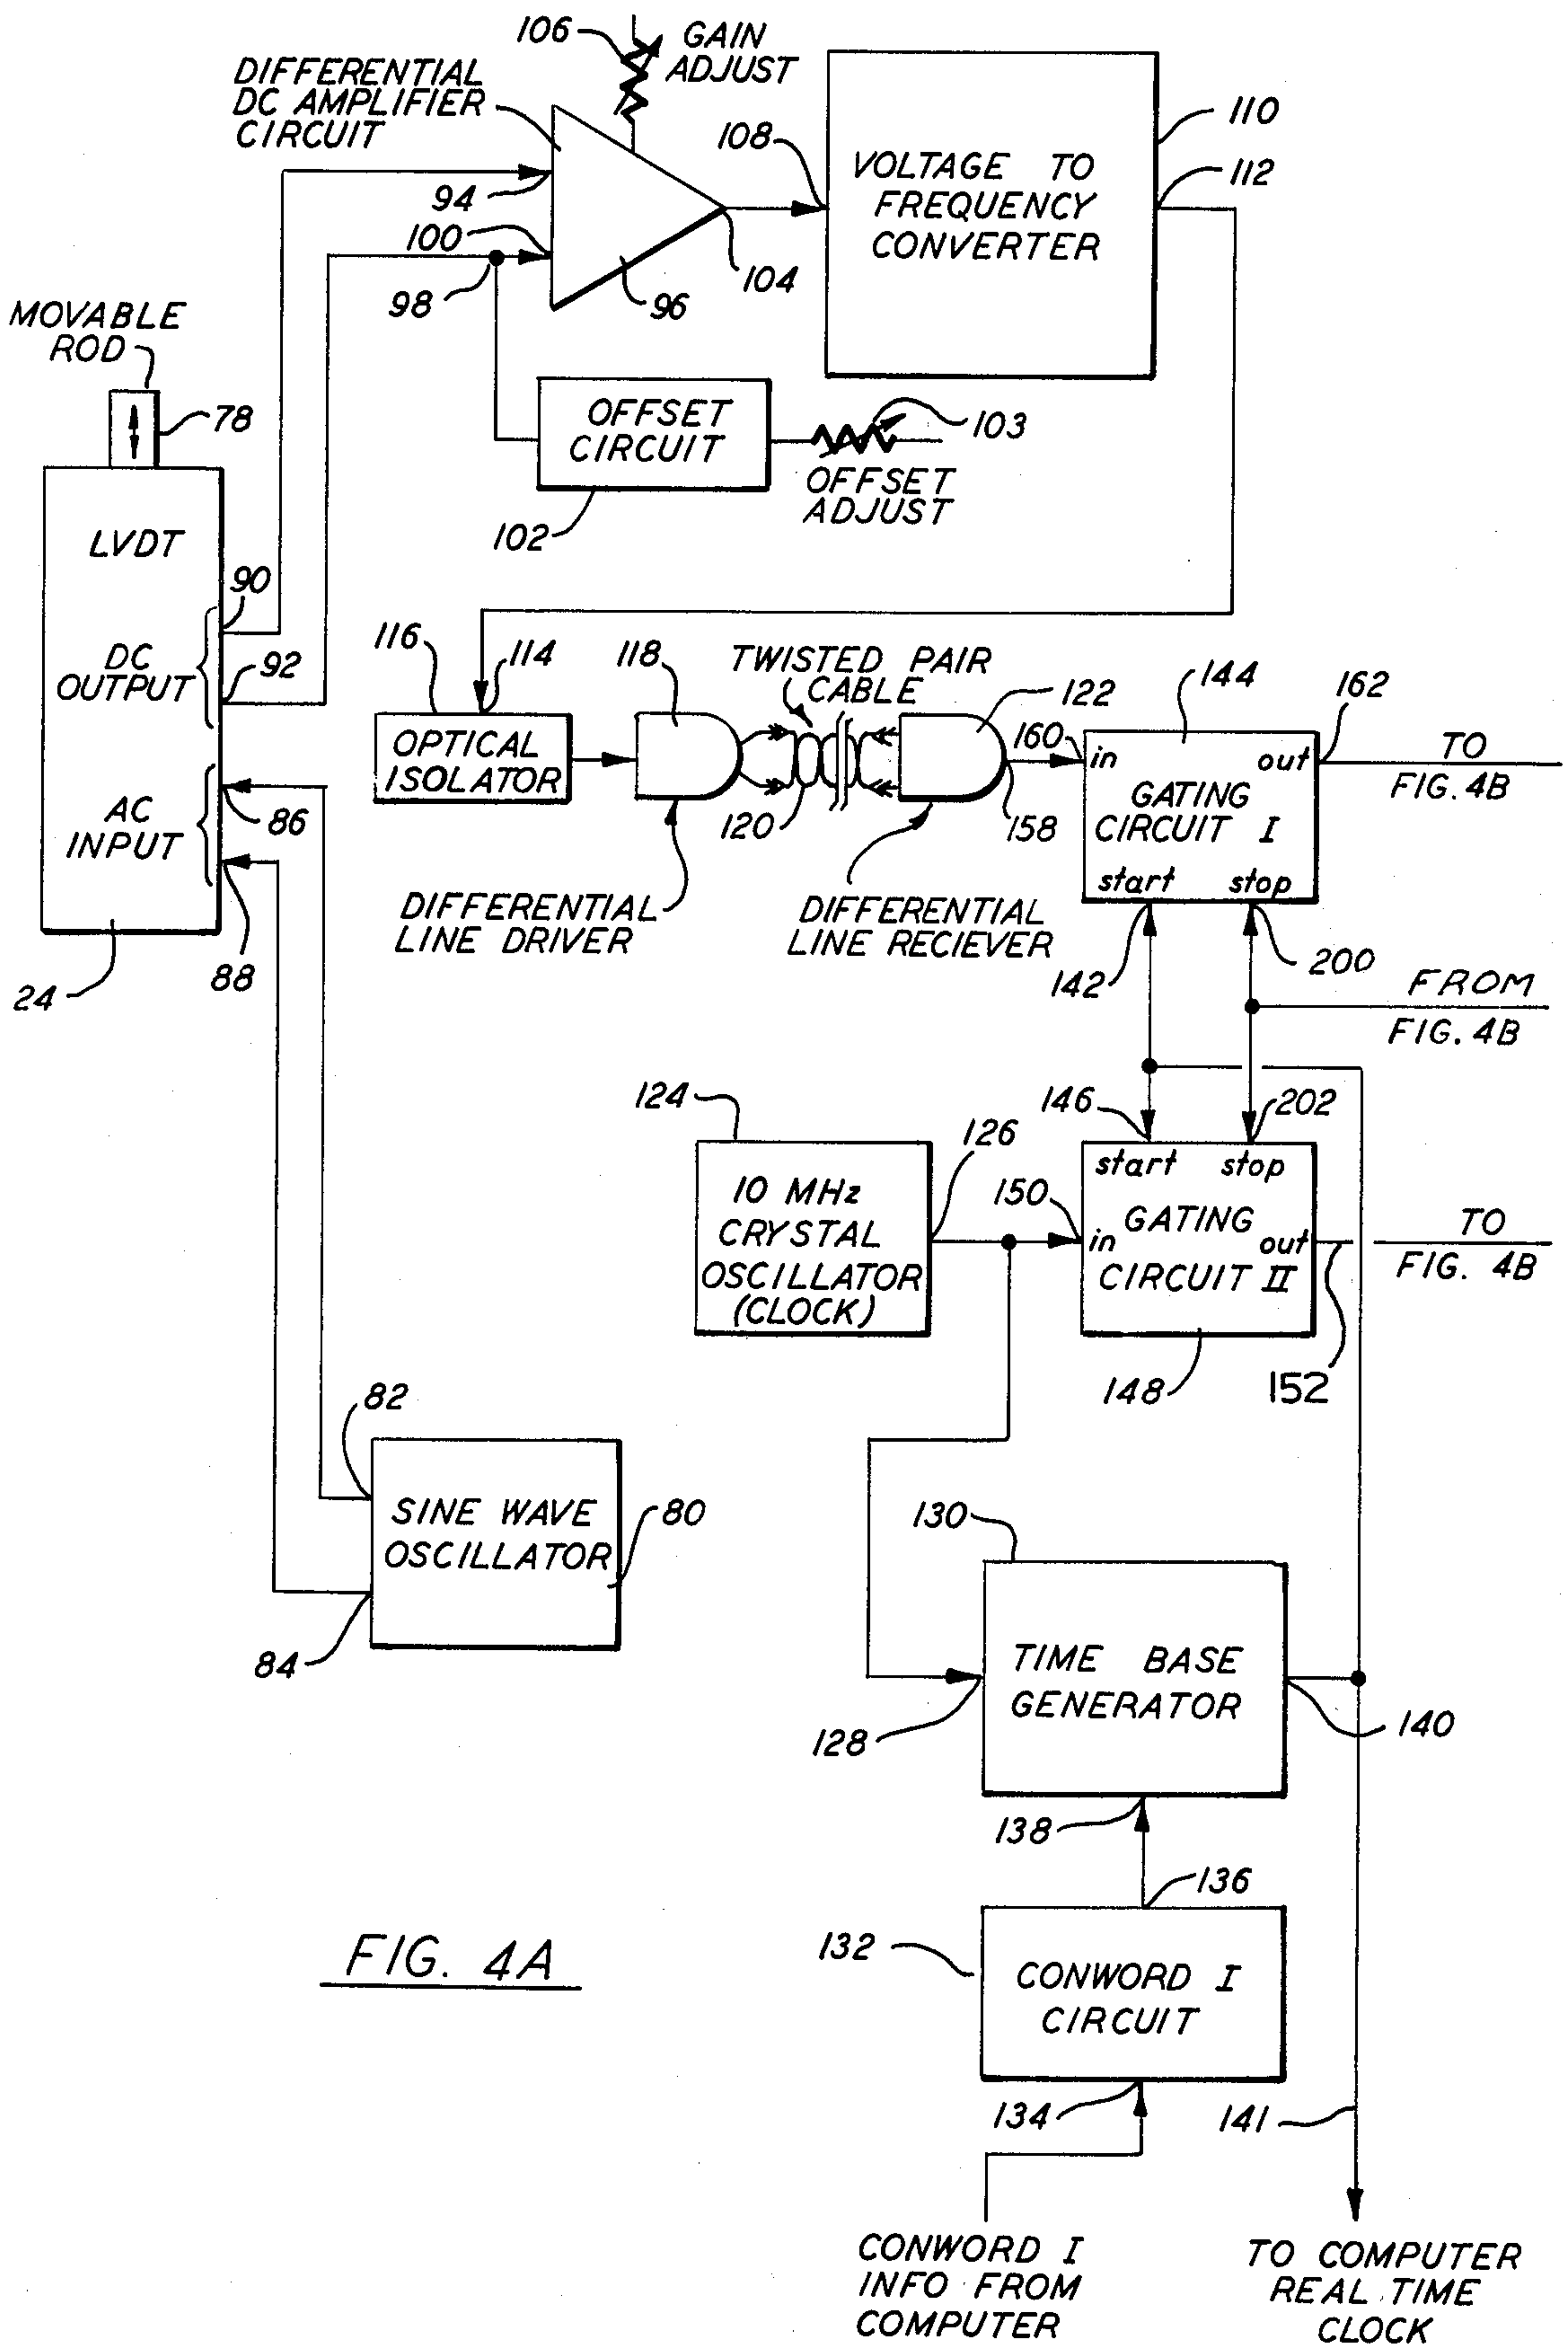 106
GAIN
ADJUST
DIFFERENTIAL
DC AMPLIFIER
CIRCUIT
108
110
VOLTAGE TO
FREQUENCY
CONVERTER
112
94
100
98
96
104
MOVABLE
ROD
78
OFFSET
CIRCUIT
103
OFFSET
ADJUST
102
LVDT
90
DC
OUTPUT
92
AC
INPUT
86
88
24
116
114
OPTICAL
ISOLATOR
118
TWISTED PAIR
CABLE
122
120
158
DIFFERENTIAL
LINE DRIVER
DIFFERENTIAL
LINE RECIEVER
144
162
160
in
out
GATING
CIRCUIT I
start stop
TO
FIG. 4B
142
200
FROM
FIG. 4B
124
126
10 MHz
CRYSTAL
OSCILLATOR
(CLOCK)
146
202
start stop
150
in
GATING
out
CIRCUIT II
TO
FIG. 4B
148
152
82
SINE WAVE
OSCILLATOR
80
84
130
TIME BASE
GENERATOR
128
140
138
136
132
CONWORD I
CIRCUIT
134
141
CONWORD I
INFO FROM
COMPUTER
TO COMPUTER
REAL TIME
CLOCK
FIG. 4A